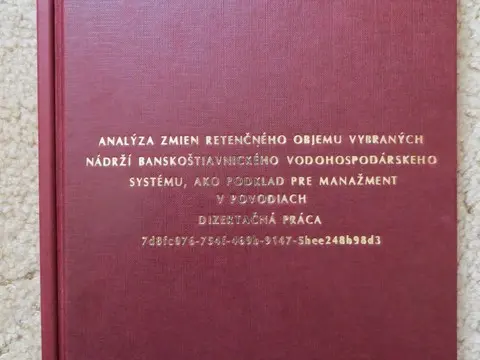 ANALÝZA ZMIEN RETENČNÉHO OBJEMU VYBRANÝCH
NÁDRŽÍ BANSKOŠTIAVNICKÉHO VODOHOSPODÁRSKEHO
SYSTÉMU, AKO PODKLAD PRE MANAŽMENT
V POVODIACH
DIZERTAČNÁ PRÁCA